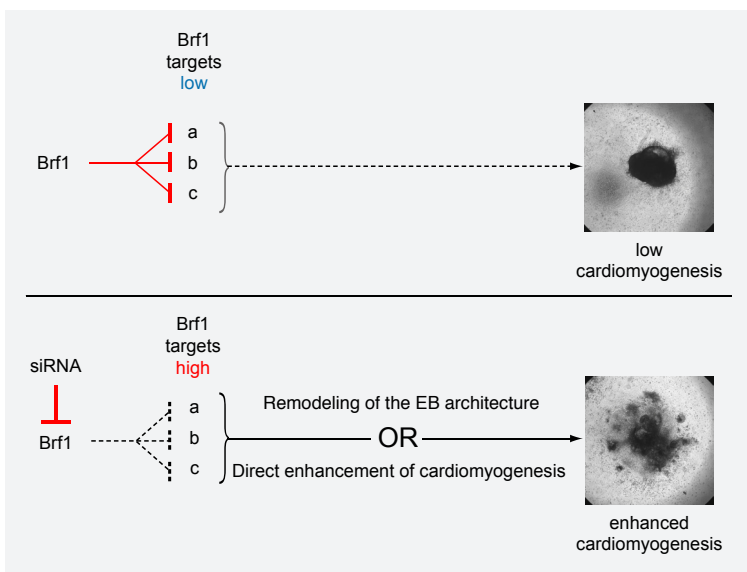 Brf1
targets
low
Brf1
a
b
c
low
cardiomyogenesis
Brf1
targets
high
siRNA
Brf1
a
b
c
Remodeling of the EB architecture
OR
Direct enhancement of cardiomyogenesis
enhanced
cardiomyogenesis